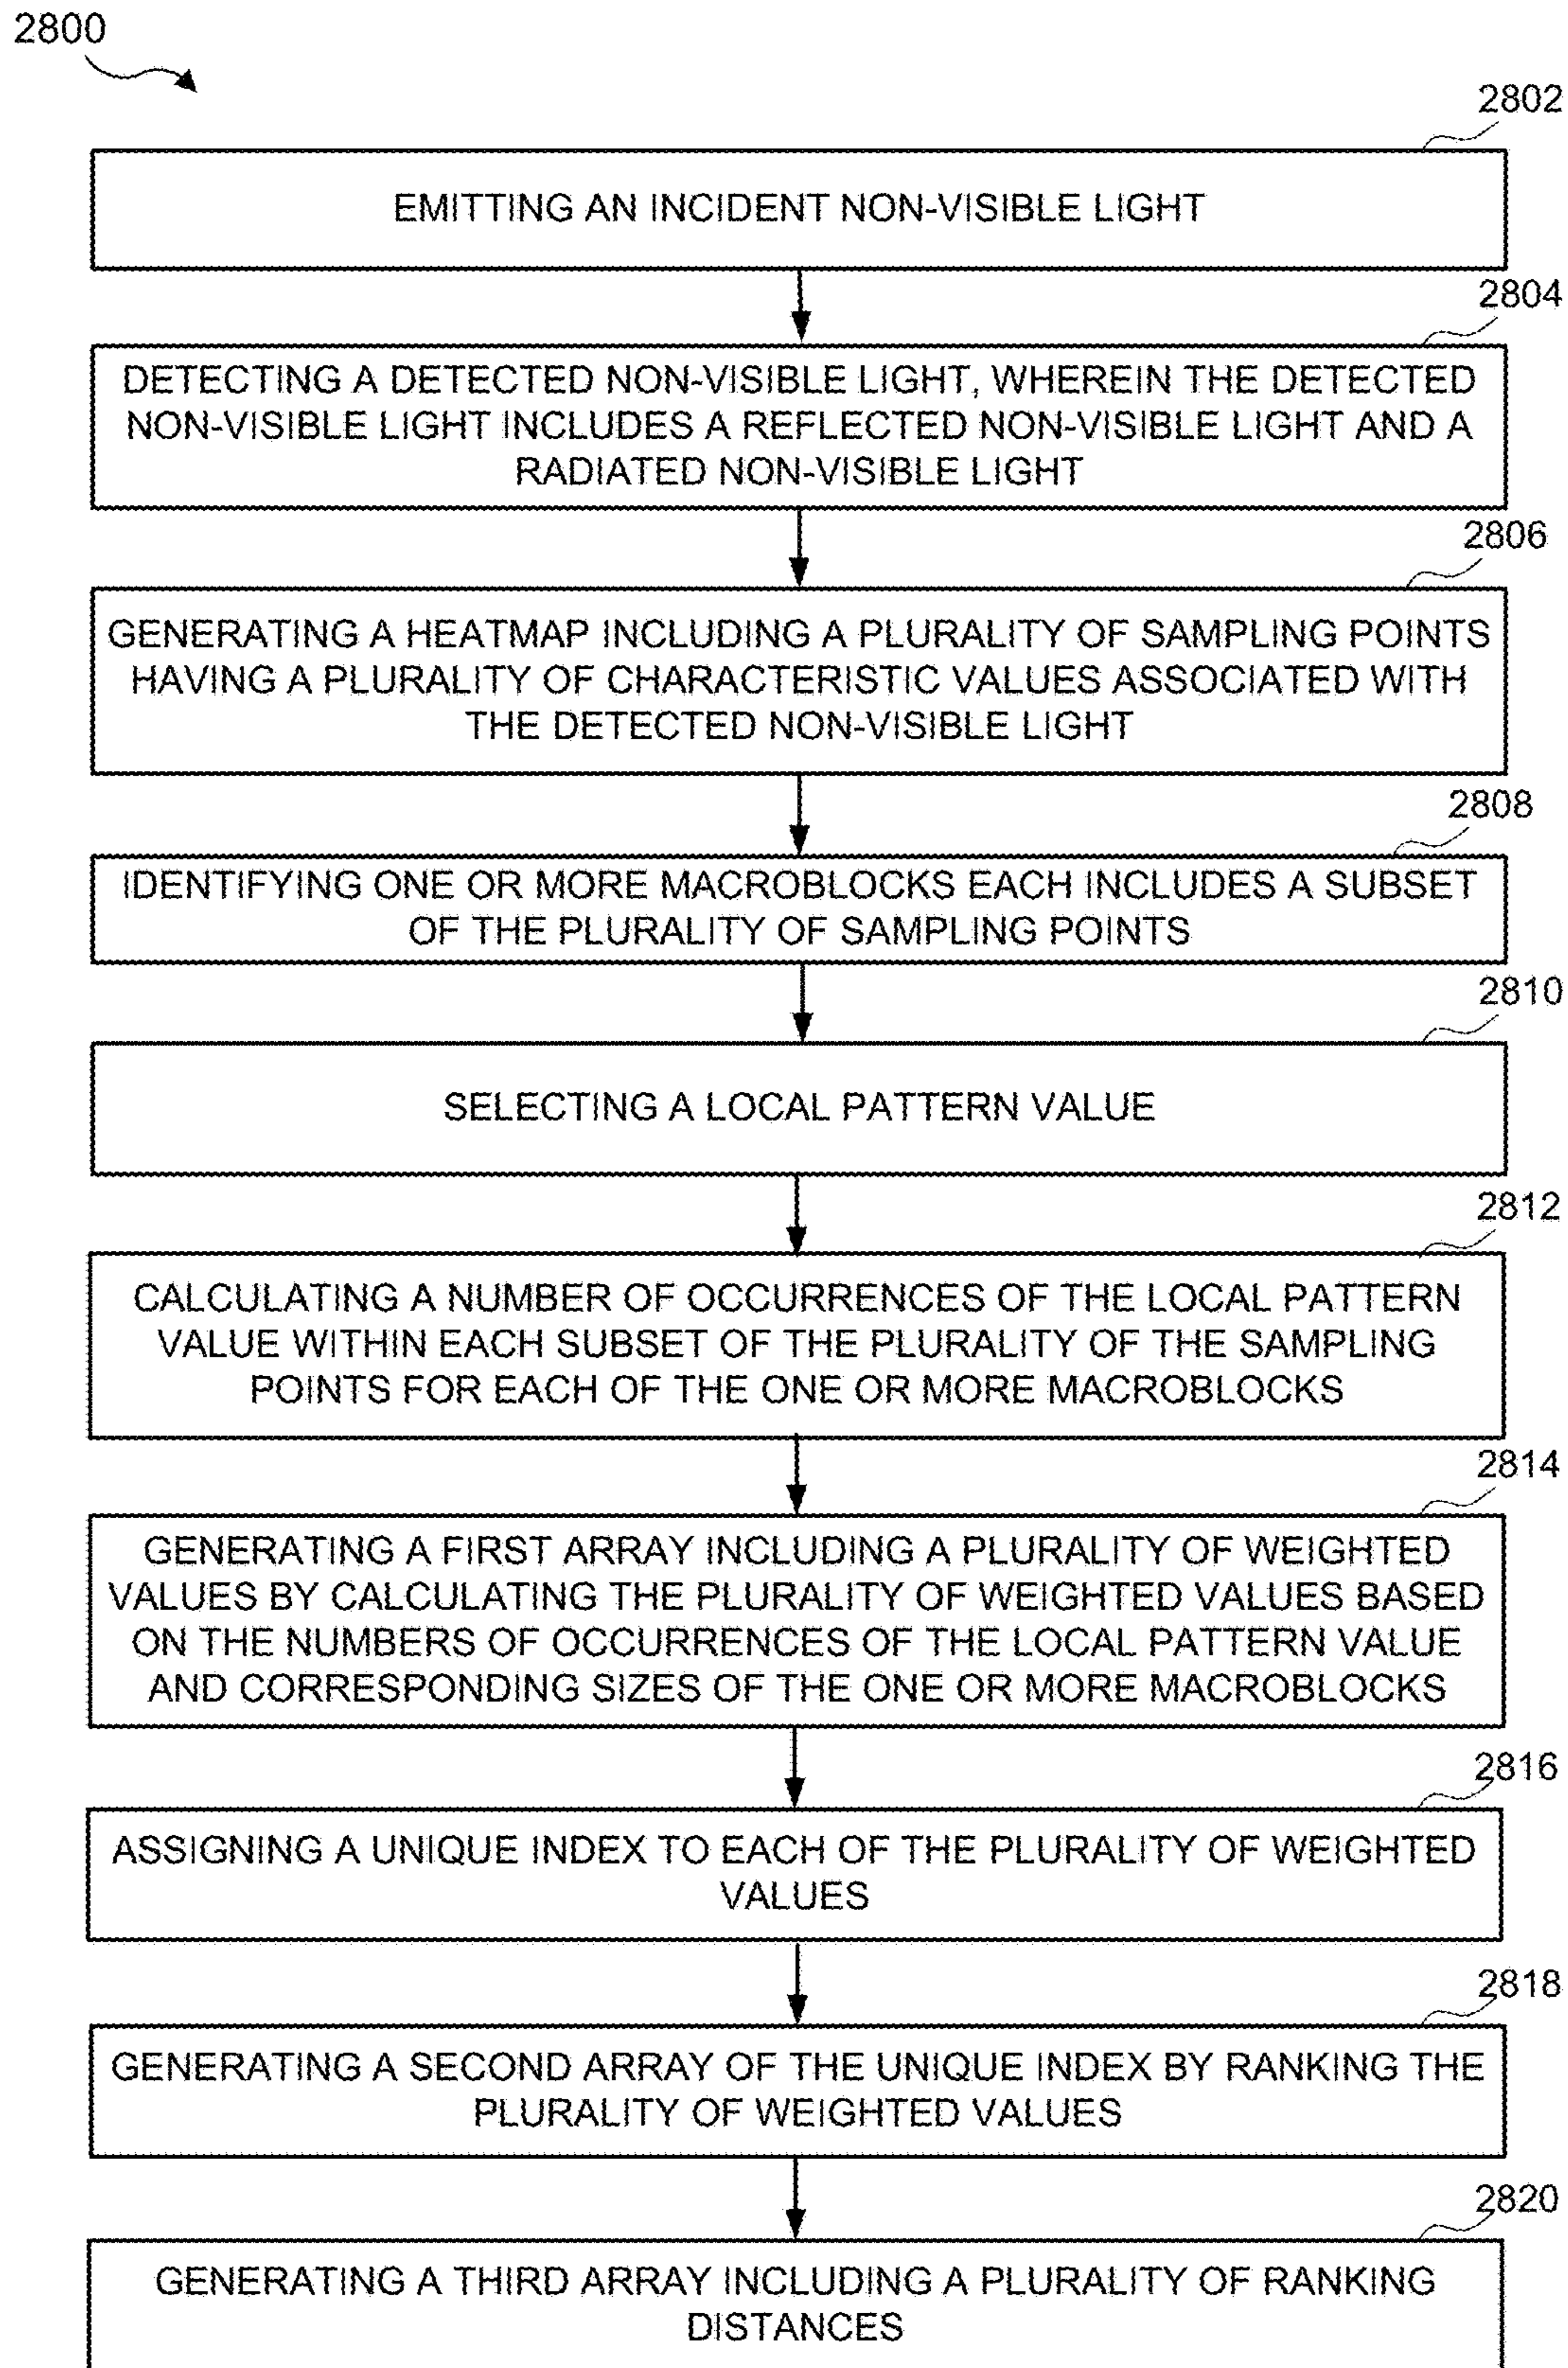 2800
2802
EMITTING AN INCIDENT NON-VISIBLE LIGHT
2804
DETECTING A DETECTED NON-VISIBLE LIGHT, WHEREIN THE DETECTED
NON-VISIBLE LIGHT INCLUDES A REFLECTED NON-VISIBLE LIGHT AND A
RADIATED NON-VISIBLE LIGHT
2806
GENERATING A HEATMAP INCLUDING A PLURALITY OF SAMPLING POINTS
HAVING A PLURALITY OF CHARACTERISTIC VALUES ASSOCIATED WITH
THE DETECTED NON-VISIBLE LIGHT
2808
IDENTIFYING ONE OR MORE MACROBLOCKS EACH INCLUDES A SUBSET
OF THE PLURALITY OF SAMPLING POINTS
2810
SELECTING A LOCAL PATTERN VALUE
2812
CALCULATING A NUMBER OF OCCURRENCES OF THE LOCAL PATTERN
VALUE WITHIN EACH SUBSET OF THE PLURALITY OF THE SAMPLING
POINTS FOR EACH OF THE ONE OR MORE MACROBLOCKS
2814
GENERATING A FIRST ARRAY INCLUDING A PLURALITY OF WEIGHTED
VALUES BY CALCULATING THE PLURALITY OF WEIGHTED VALUES BASED
ON THE NUMBERS OF OCCURRENCES OF THE LOCAL PATTERN VALUE
AND CORRESPONDING SIZES OF THE ONE OR MORE MACROBLOCKS
2816
ASSIGNING A UNIQUE INDEX TO EACH OF THE PLURALITY OF WEIGHTED
VALUES
2818
GENERATING A SECOND ARRAY OF THE UNIQUE INDEX BY RANKING THE
PLURALITY OF WEIGHTED VALUES
2820
GENERATING A THIRD ARRAY INCLUDING A PLURALITY OF RANKING
DISTANCES